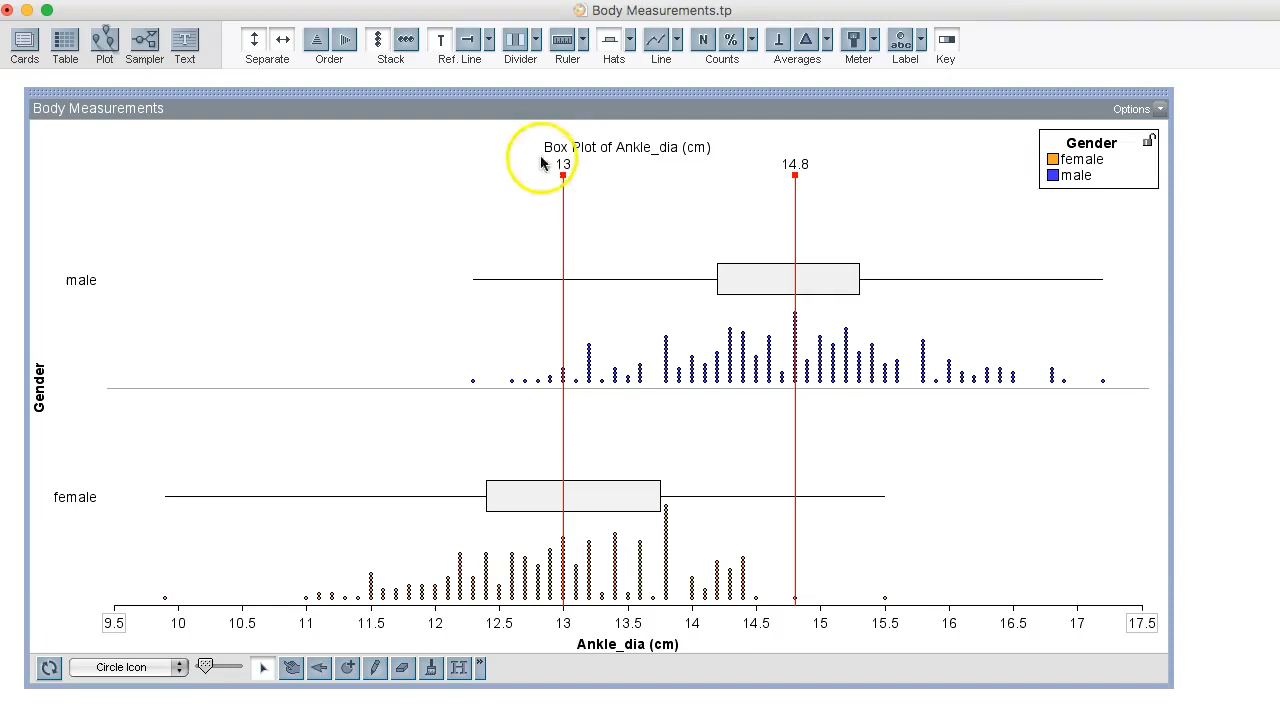 Body Measurements.tp
Cards Table Plot Sampler Text Separate Order Stack Ref. Line Divider Ruler Hats Line Counts Averages Meter Label Key
T N % abc
Body Measurements Options
Box Plot of Ankle_dia (cm)
13 14.8
Gender
female
male
male
Gender
female
9.5 10 10.5 11 11.5 12 12.5 13 13.5 14 14.5 15 15.5 16 16.5 17 17.5
Ankle_dia (cm)
Circle Icon